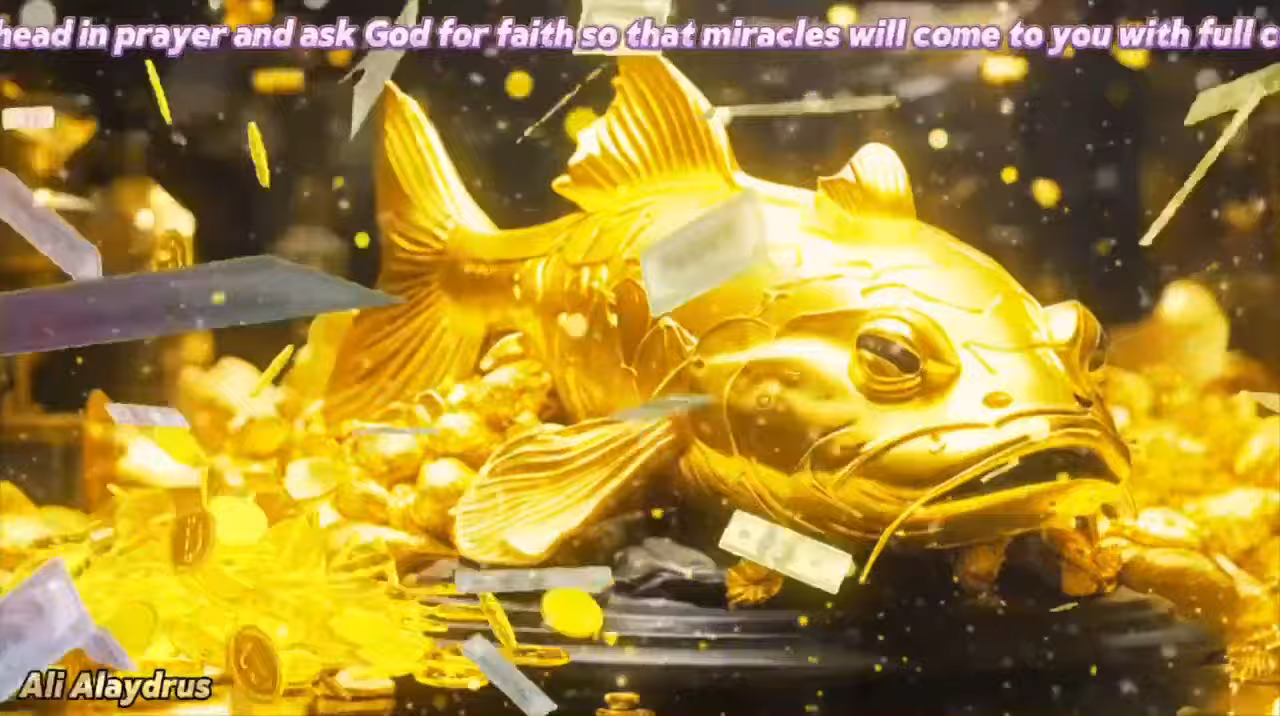 head in prayer and ask God for faith so that miracles will come to you with full
Ali Alaydrus